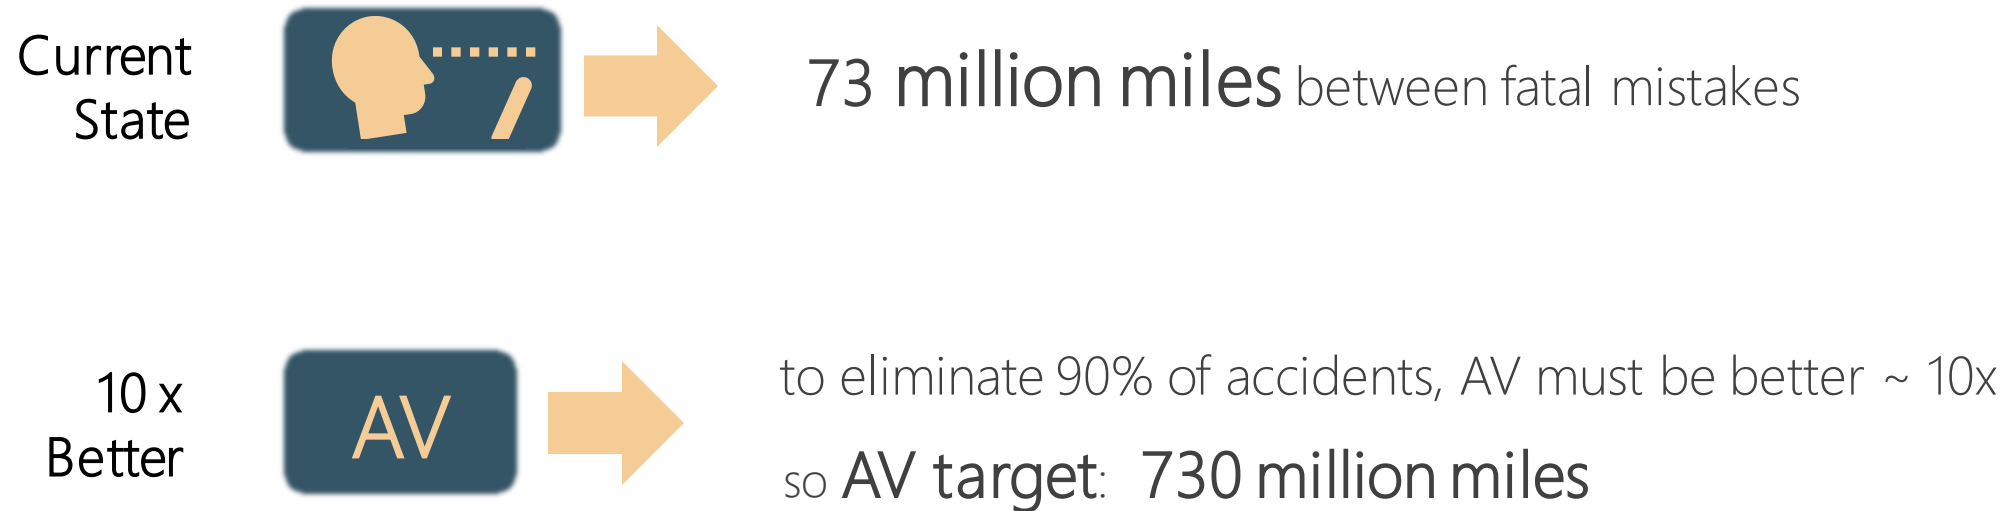 Current
State
73 million miles between fatal mistakes
10 x
Better
AV
to eliminate 90% of accidents, AV must be better ~ 10x
so AV target: 730 million miles